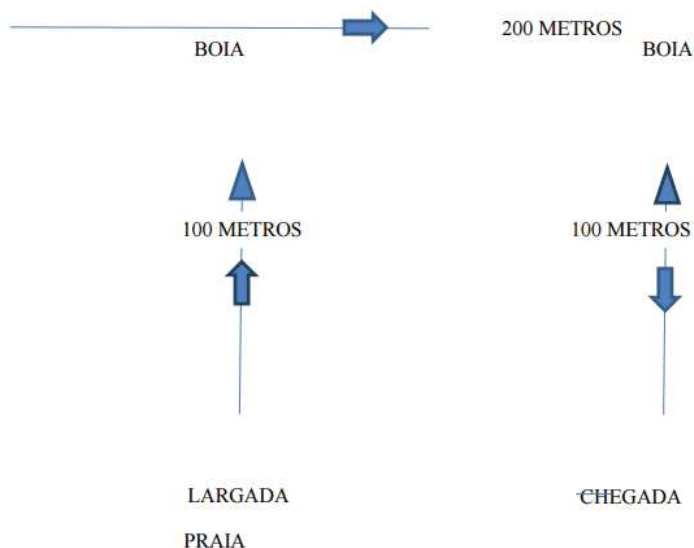 200 METROS
BOIA BOIA
100 METROS 100 METROS
LARGADA CHEGADA
PRAIA